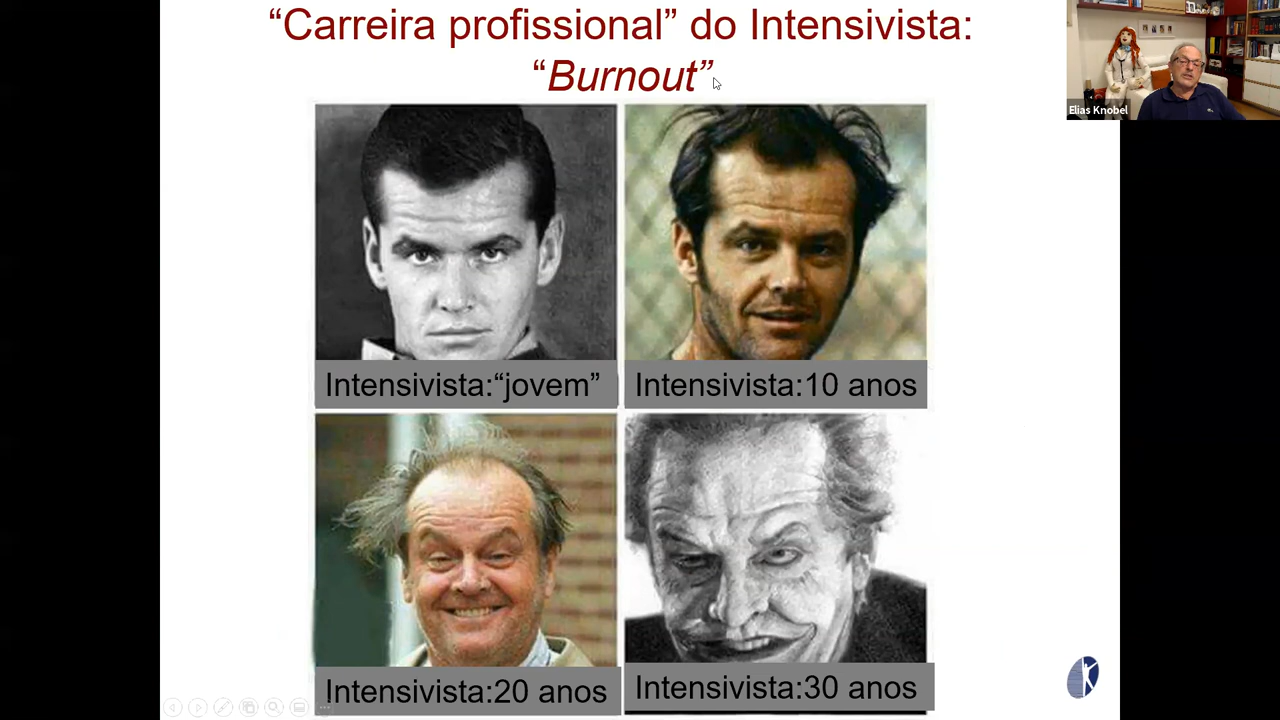 “Carreira profissional” do Intensivista:
“Burnout”
Elias Knobel
Intensivista:“jovem”
Intensivista:10 anos
Intensivista:20 anos
Intensivista:30 anos